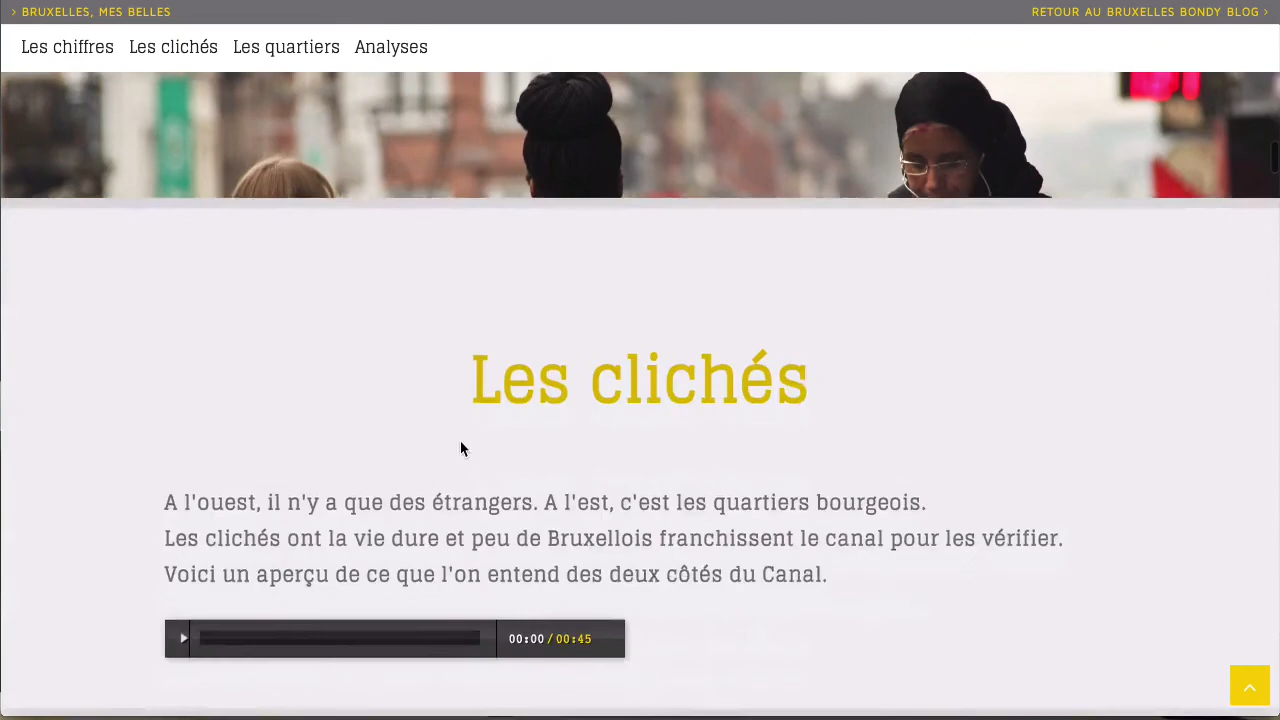 > BRUXELLES, MES BELLES
RETOUR AU BRUXELLES BONDY BLOG >
Les chiffres Les clichés Les quartiers Analyses
Les clichés
A l'ouest, il n'y a que des étrangers. A l'est, c'est les quartiers bourgeois.
Les clichés ont la vie dure et peu de Bruxellois franchissent le canal pour les vérifier.
Voici un aperçu de ce que l'on entend des deux côtés du Canal.
00:00 / 00:45